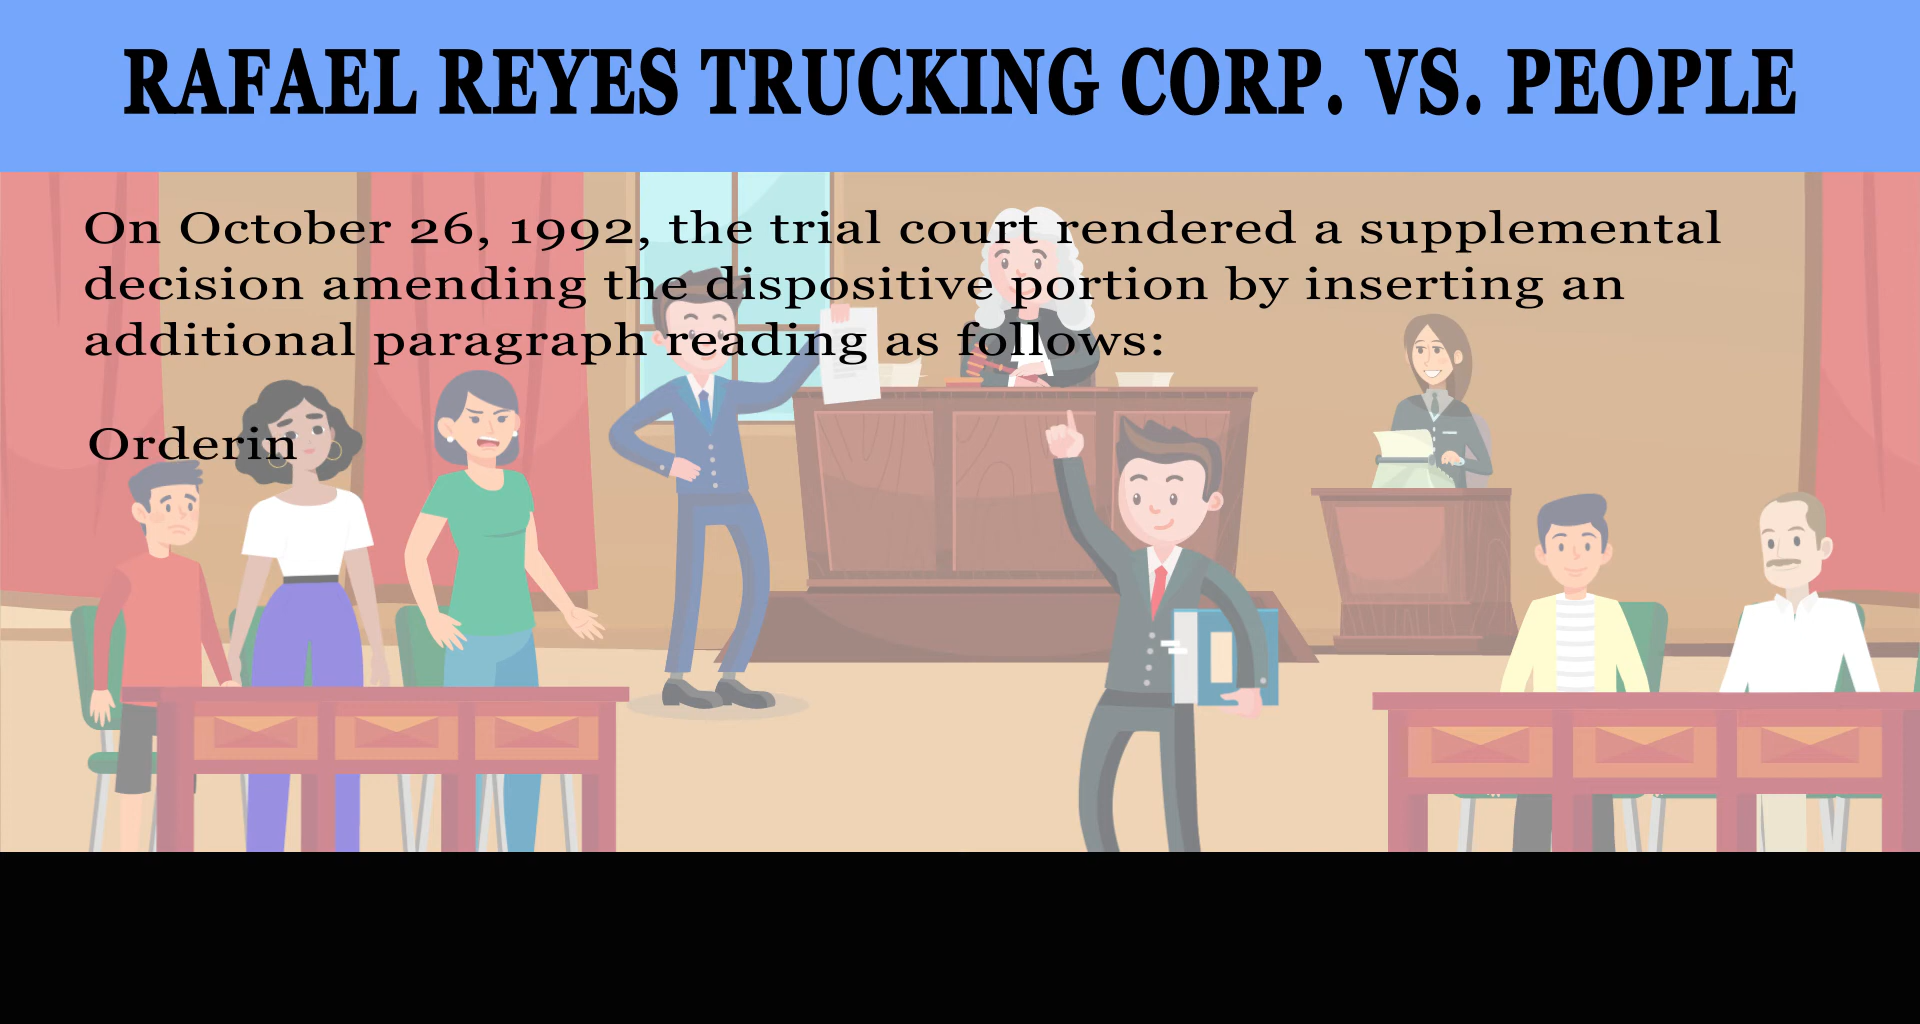 RAFAEL REYES TRUCKING CORP. VS. PEOPLE
On October 26, 1992, the trial court rendered a supplemental
decision amending the dispositive portion by inserting an
additional paragraph reading as follows:
Orderin